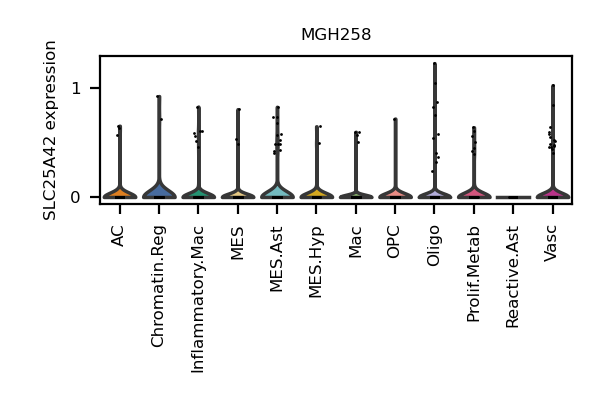 MGH258
SLC25A42 expression
1
0
AC
Chromatin.Reg
Inflammatory.Mac
MES
MES.Ast
MES.Hyp
Mac
OPC
Oligo
Prolif.Metab
Reactive.Ast
Vasc